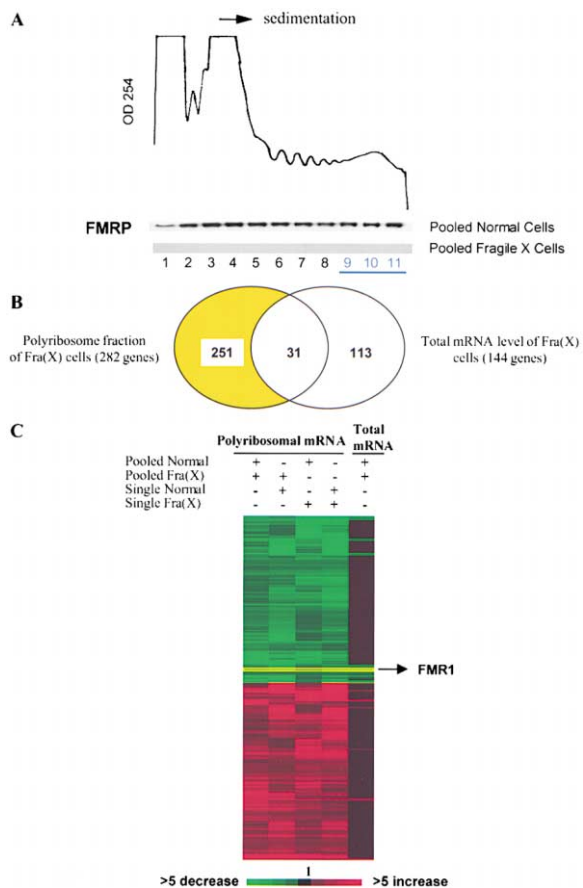 A
sedimentation
OD 254
FMRP
Pooled Normal Cells
Pooled Fragile X Cells
1 2 3 4 5 6 7 8 9 10 11
B
Polyribosome fraction
of Fra(X) cells (282 genes)
251
31
113
Total mRNA level of Fra(X)
cells (144 genes)
C
Polyribosomal mRNA
Total
mRNA
Pooled Normal + - + - +
Pooled Fra(X) + + - - +
Single Normal - + - + -
Single Fra(X) - - + + -
FMR1
1
>5 decrease
>5 increase